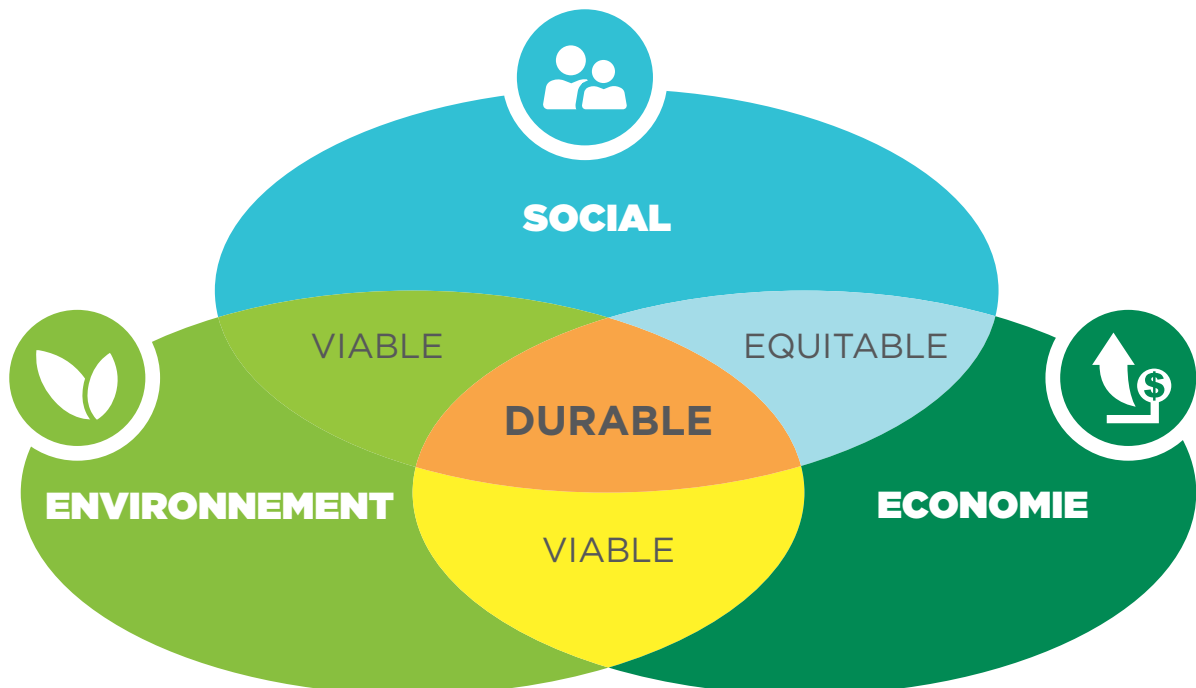 SOCIAL
VIABLE
EQUITABLE
DURABLE
ENVIRONNEMENT
ECONOMIE
VIABLE
$